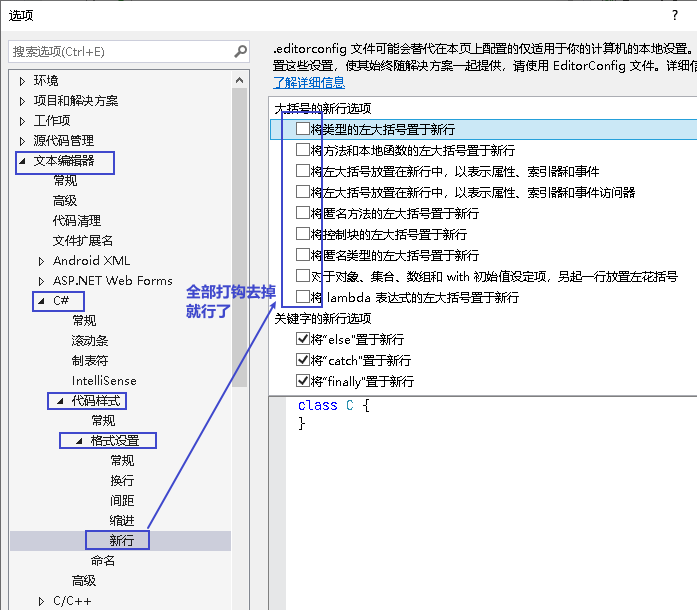 选项
?
搜索选项(Ctrl+E)
环境
项目和解决方案
工作项
源代码管理
文本编辑器
常规
高级
代码清理
文件扩展名
Android XML
ASP.NET Web Forms
C#
常规
滚动条
制表符
IntelliSense
代码样式
常规
格式设置
常规
换行
间距
缩进
新行
命名
高级
C/C++
全部打钩去掉
就行了
.editorconfig 文件可能会替代在本页上配置的仅适用于你的计算机的本地设置。
置这些设置，使其始终随解决方案一起提供，请使用 EditorConfig 文件。详细信
了解详细信息
大括号的新行选项
将类型的左大括号置于新行
将方法和本地函数的左大括号置于新行
将左大括号放置在新行中，以表示属性、索引器和事件
将左大括号放置在新行中，以表示属性、索引器和事件访问器
将匿名方法的左大括号置于新行
将控制块的左大括号置于新行
将匿名类型的左大括号置于新行
对于对象、集合、数组和 with 初始值设定项，另起一行放置左花括号
将 lambda 表达式的左大括号置于新行
关键字的新行选项
将"else"置于新行
将"catch"置于新行
将"finally"置于新行
class C {
}